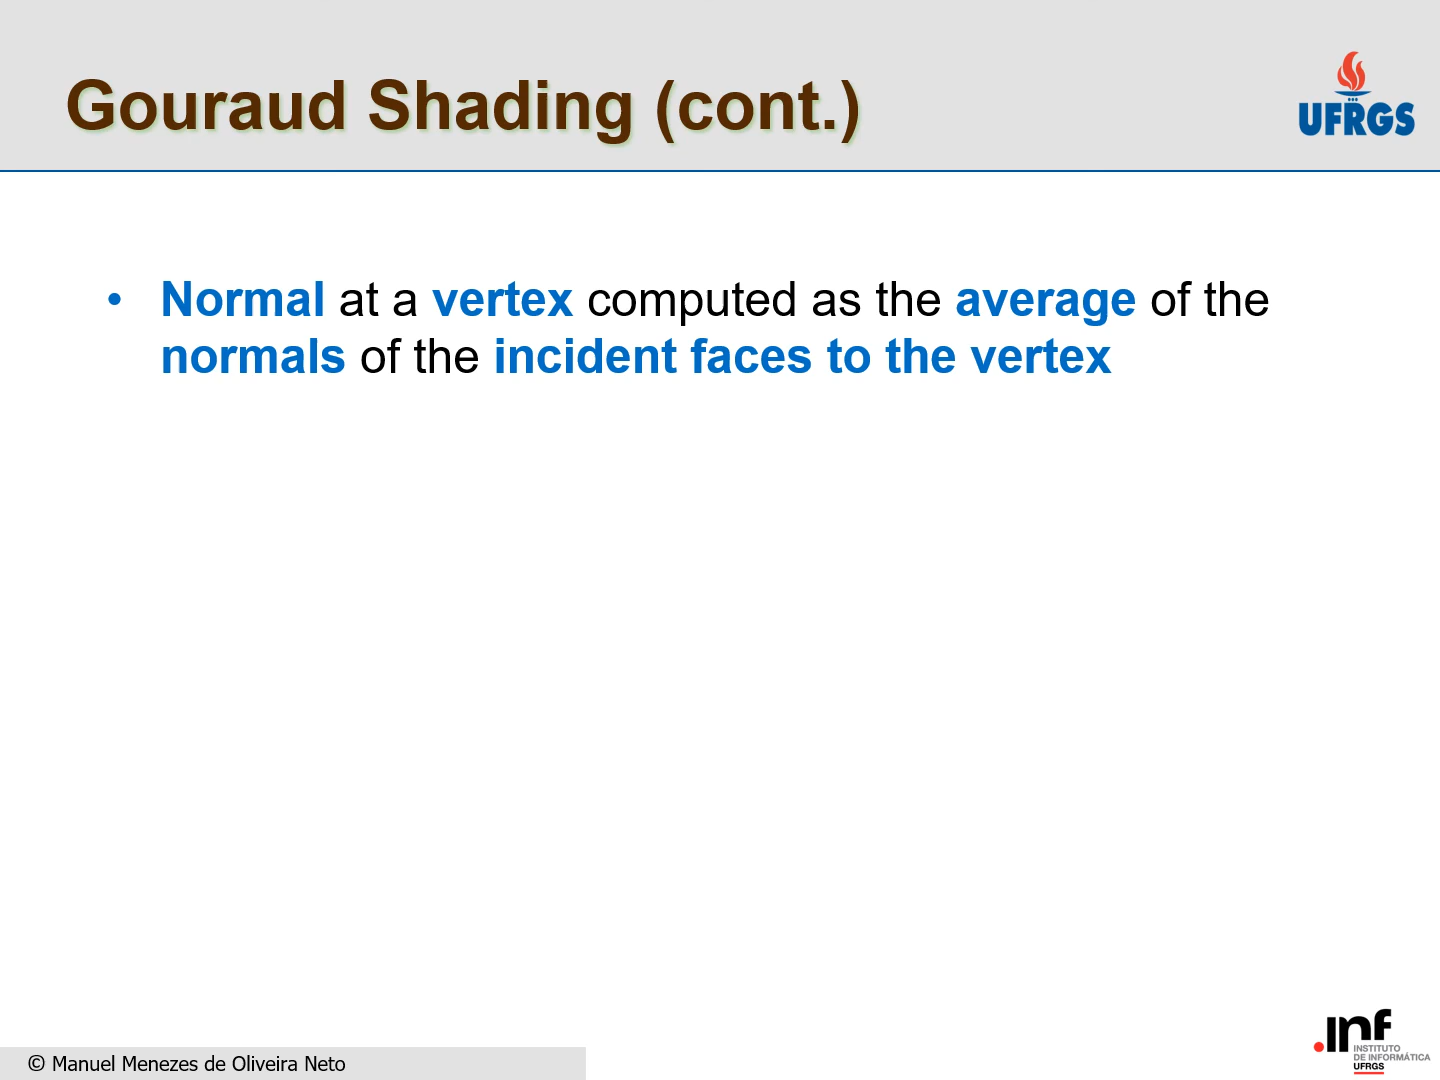 Gouraud Shading (cont.)
UFRGS
• Normal at a vertex computed as the average of the
normals of the incident faces to the vertex
.inf
INSTITUTO
DE INFORMÁTICA
UFRGS
© Manuel Menezes de Oliveira Neto